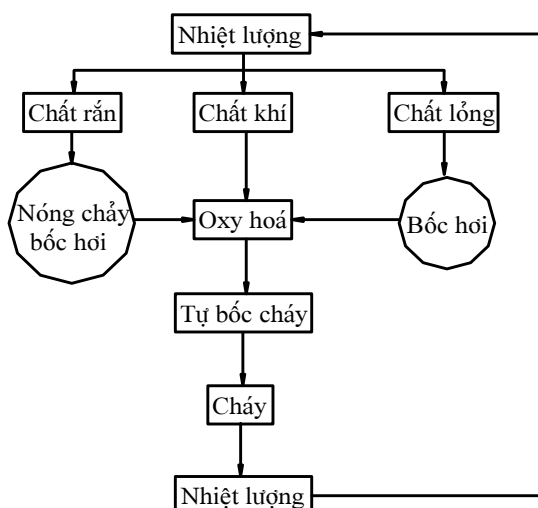 Nhiệt lượng
Chất rắn
Chất khí
Chất lỏng
Nóng chảy
bốc hơi
Oxy hoá
Bốc hơi
Tự bốc cháy
Cháy
Nhiệt lượng